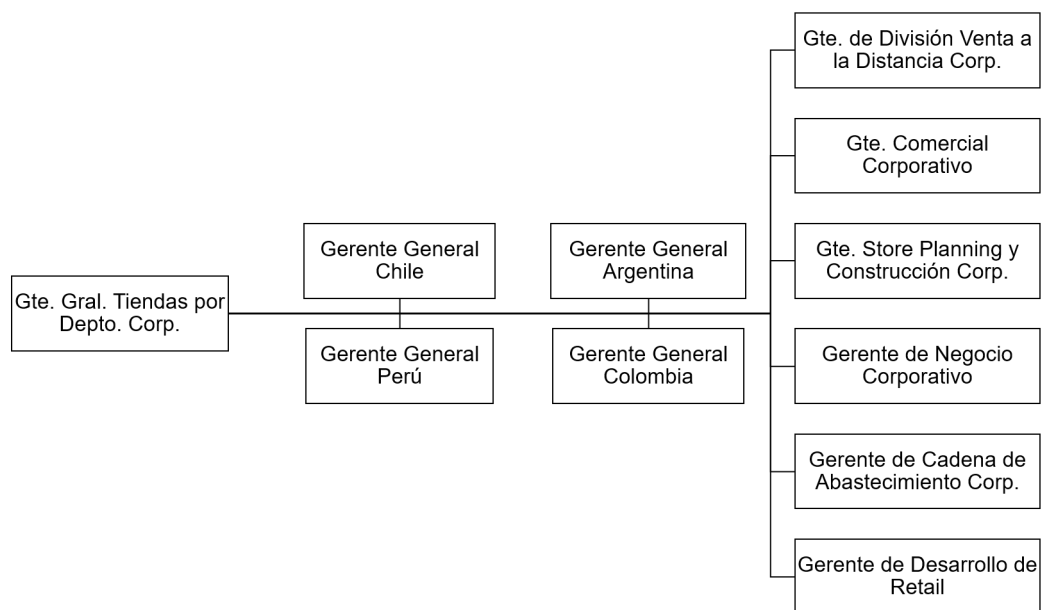 Gte. Gral. Tiendas por
Depto. Corp.
Gerente General
Chile
Gerente General
Perú
Gerente General
Argentina
Gerente General
Colombia
Gte. de División Venta a
la Distancia Corp.
Gte. Comercial
Corporativo
Gte. Store Planning y
Construcción Corp.
Gerente de Negocio
Corporativo
Gerente de Cadena de
Abastecimiento Corp.
Gerente de Desarrollo de
Retail